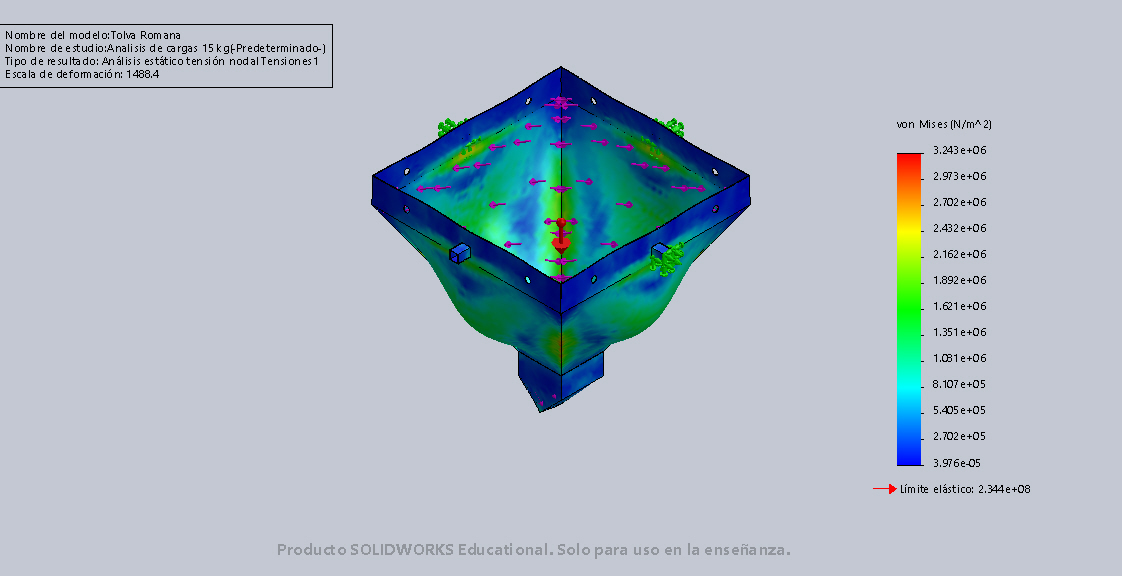 Nombre del modelo:Tolva Romana
Nombre de estudio:Analisis de cargas 15 kg(-Predeterminado-)
Tipo de resultado: Análisis estático tensión nodal Tensiones1
Escala de deformación: 1488.4
von Mises (N/m^2)
3.243e+06
2.973e+06
2.702e+06
2.432e+06
2.162e+06
1.892e+06
1.621e+06
1.351e+06
1.081e+06
8.107e+05
5.405e+05
2.702e+05
3.976e-05
Límite elástico: 2.344e+08
Producto SOLIDWORKS Educational. Solo para uso en la enseñanza.